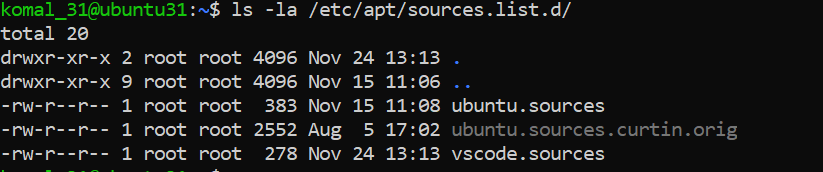 komal_31@ubuntu31:~$ ls -la /etc/apt/sources.list.d/
total 20
drwxr-xr-x 2 root root 4096 Nov 24 13:13 .
drwxr-xr-x 9 root root 4096 Nov 15 11:06 ..
-rw-r--r-- 1 root root  383 Nov 15 11:08 ubuntu.sources
-rw-r--r-- 1 root root 2552 Aug  5 17:02 ubuntu.sources.curtin.orig
-rw-r--r-- 1 root root  278 Nov 24 13:13 vscode.sources